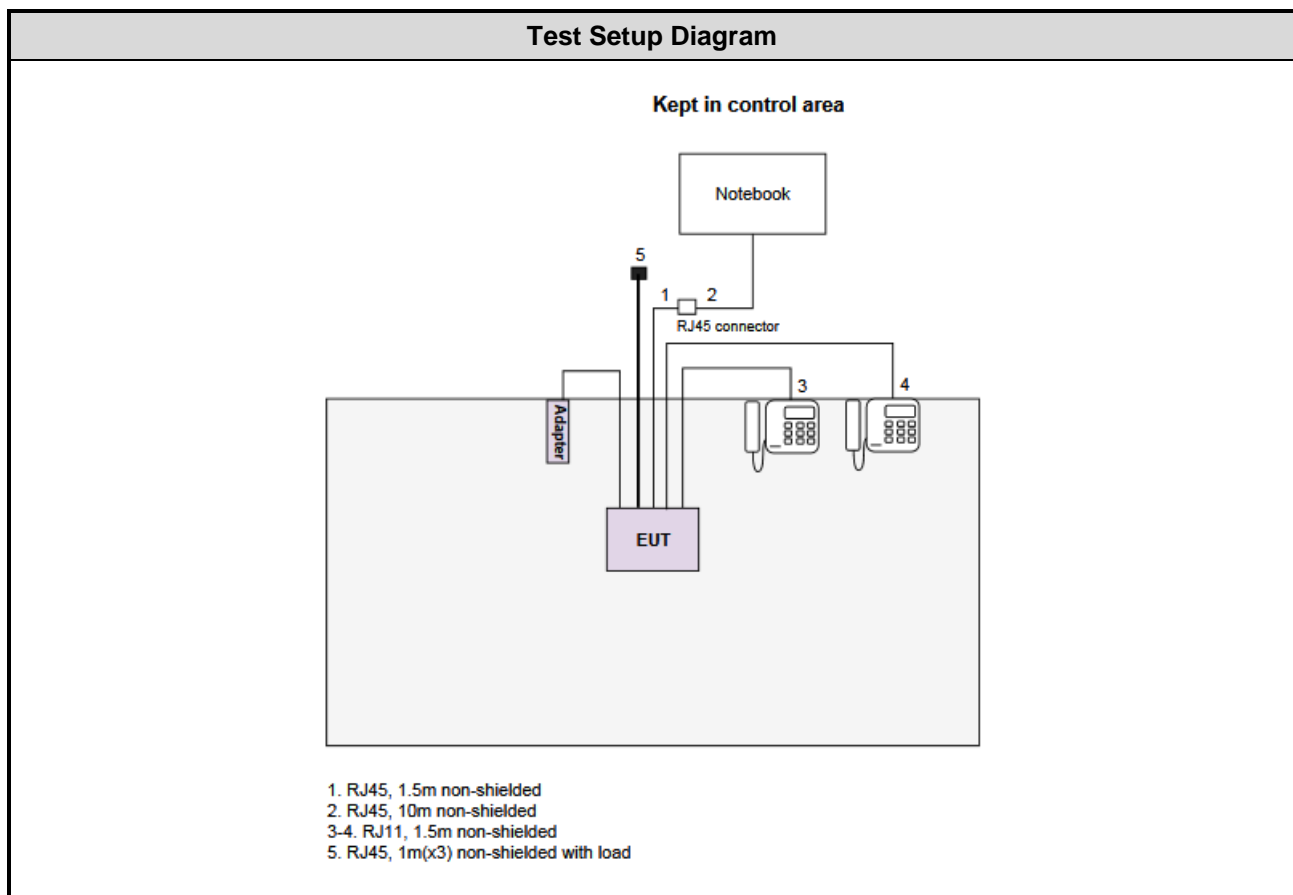 Test Setup Diagram
Kept in control area
Notebook
5
1
2
RJ45 connector
3
4
Adapter
EUT
1. RJ45, 1.5m non-shielded
2. RJ45, 10m non-shielded
3-4. RJ11, 1.5m non-shielded
5. RJ45, 1m(x3) non-shielded with load